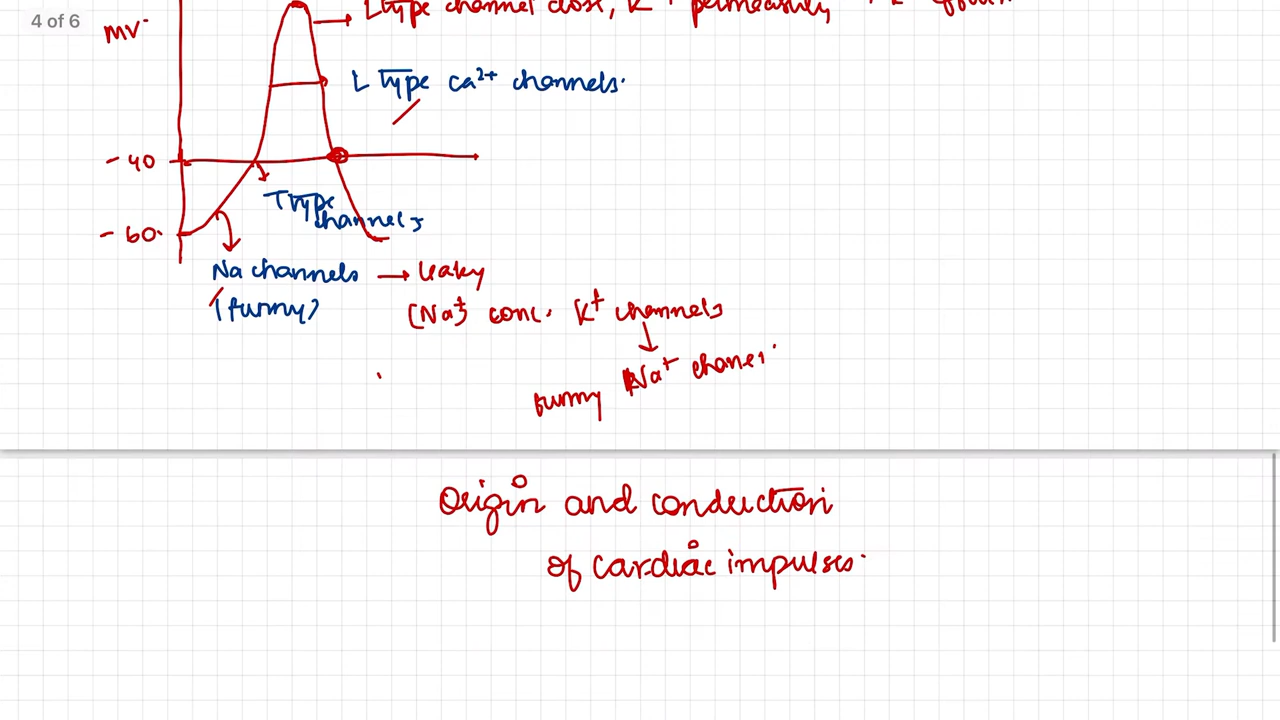 4 of 6
mv
L type channel close, K+ permeability
L type ca²⁺ channels.
- 40
T type channels
- 60.
Na channels → leaky
(funny)
(Na⁺) conc. K⁺ channels
funny Na⁺ chanel.
Origin and conduction
of cardiac impulses.